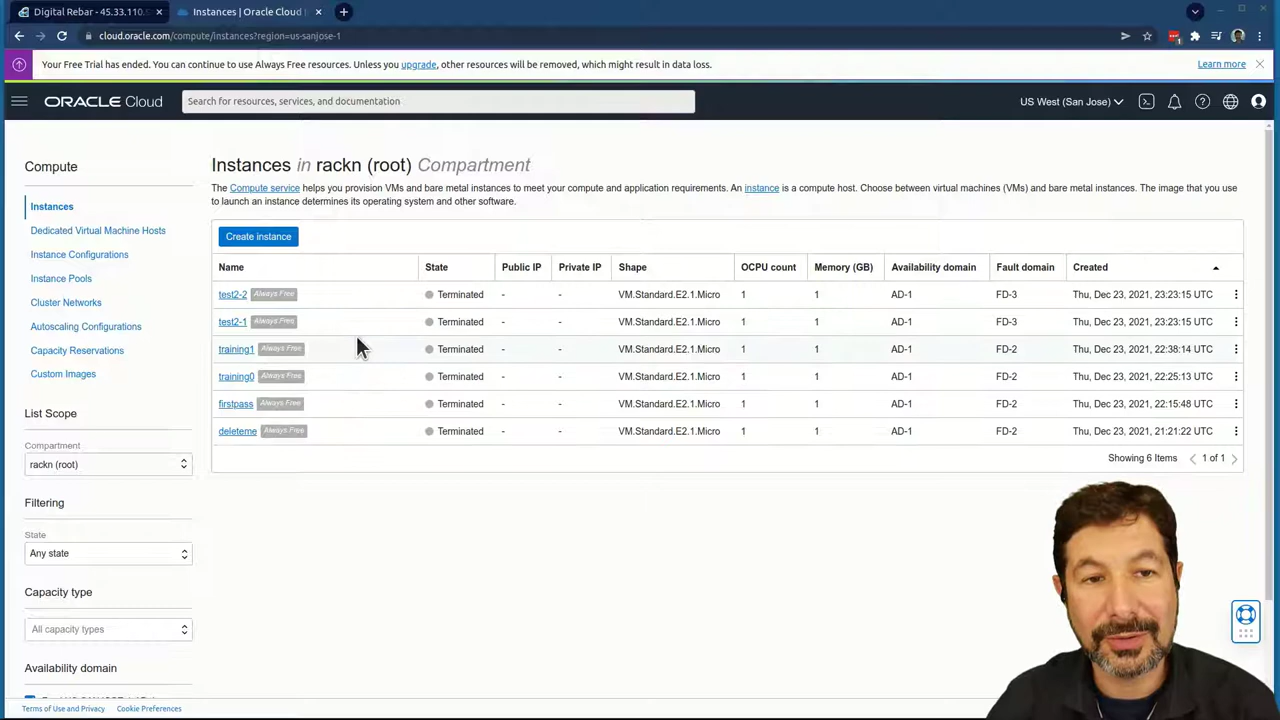 Digital Rebar - 45.33.110.
Instances | Oracle Cloud
cloud.oracle.com/compute/instances?region=us-sanjose-1
Your Free Trial has ended. You can continue to use Always Free resources. Unless you upgrade, other resources will be removed, which might result in data loss.
Learn more
ORACLE Cloud
Search for resources, services, and documentation
US West (San Jose)
Compute
Instances
Dedicated Virtual Machine Hosts
Instance Configurations
Instance Pools
Cluster Networks
Autoscaling Configurations
Capacity Reservations
Custom Images
List Scope
Compartment
rackn (root)
Filtering
State
Any state
Capacity type
All capacity types
Availability domain
Instances in rackn (root) Compartment
The Compute service helps you provision VMs and bare metal instances to meet your compute and application requirements. An instance is a compute host. Choose between virtual machines (VMs) and bare metal instances. The image that you use
to launch an instance determines its operating system and other software.
Create instance
Name State Public IP Private IP Shape OCPU count Memory (GB) Availability domain Fault domain Created
test2-2 Always Free Terminated - - VM.Standard.E2.1.Micro 1 1 AD-1 FD-3 Thu, Dec 23, 2021, 23:23:15 UTC
test2-1 Always Free Terminated - - VM.Standard.E2.1.Micro 1 1 AD-1 FD-3 Thu, Dec 23, 2021, 23:23:15 UTC
training1 Always Free Terminated - - VM.Standard.E2.1.Micro 1 1 AD-1 FD-2 Thu, Dec 23, 2021, 22:38:14 UTC
training0 Always Free Terminated - - VM.Standard.E2.1.Micro 1 1 AD-1 FD-2 Thu, Dec 23, 2021, 22:25:13 UTC
firstpass Always Free Terminated - - VM.Standard.E2.1.Micro 1 1 AD-1 FD-2 Thu, Dec 23, 2021, 22:15:48 UTC
deleteme Always Free Terminated - - VM.Standard.E2.1.Micro 1 1 AD-1 FD-2 Thu, Dec 23, 2021, 21:21:22 UTC
Showing 6 Items 1 of 1
Terms of Use and Privacy Cookie Preferences